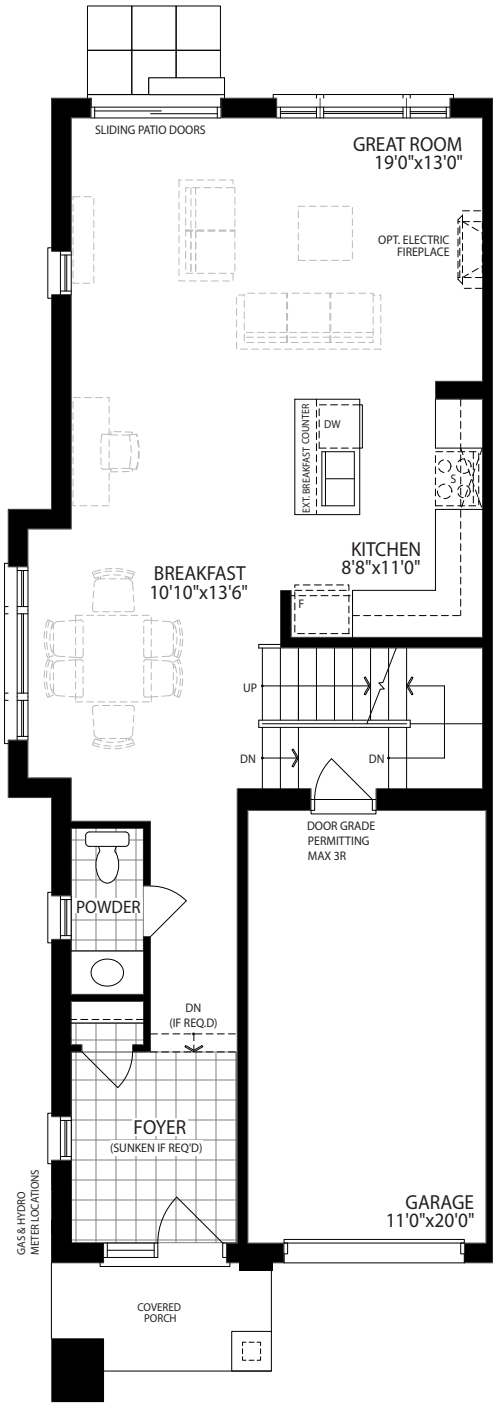 SLIDING PATIO DOORS
GREAT ROOM
19'0"x13'0"
OPT. ELECTRIC
FIREPLACE
EXT. BREAKFAST COUNTER
DW
S
KITCHEN
8'8"x11'0"
BREAKFAST
10'10"x13'6"
F
UP
DN
DN
DOOR GRADE
PERMITTING
MAX 3R
POWDER
DN
(IF REQ.D)
FOYER
(SUNKEN IF REQ'D)
GAS & HYDRO
METER LOCATIONS
GARAGE
11'0"x20'0"
COVERED
PORCH